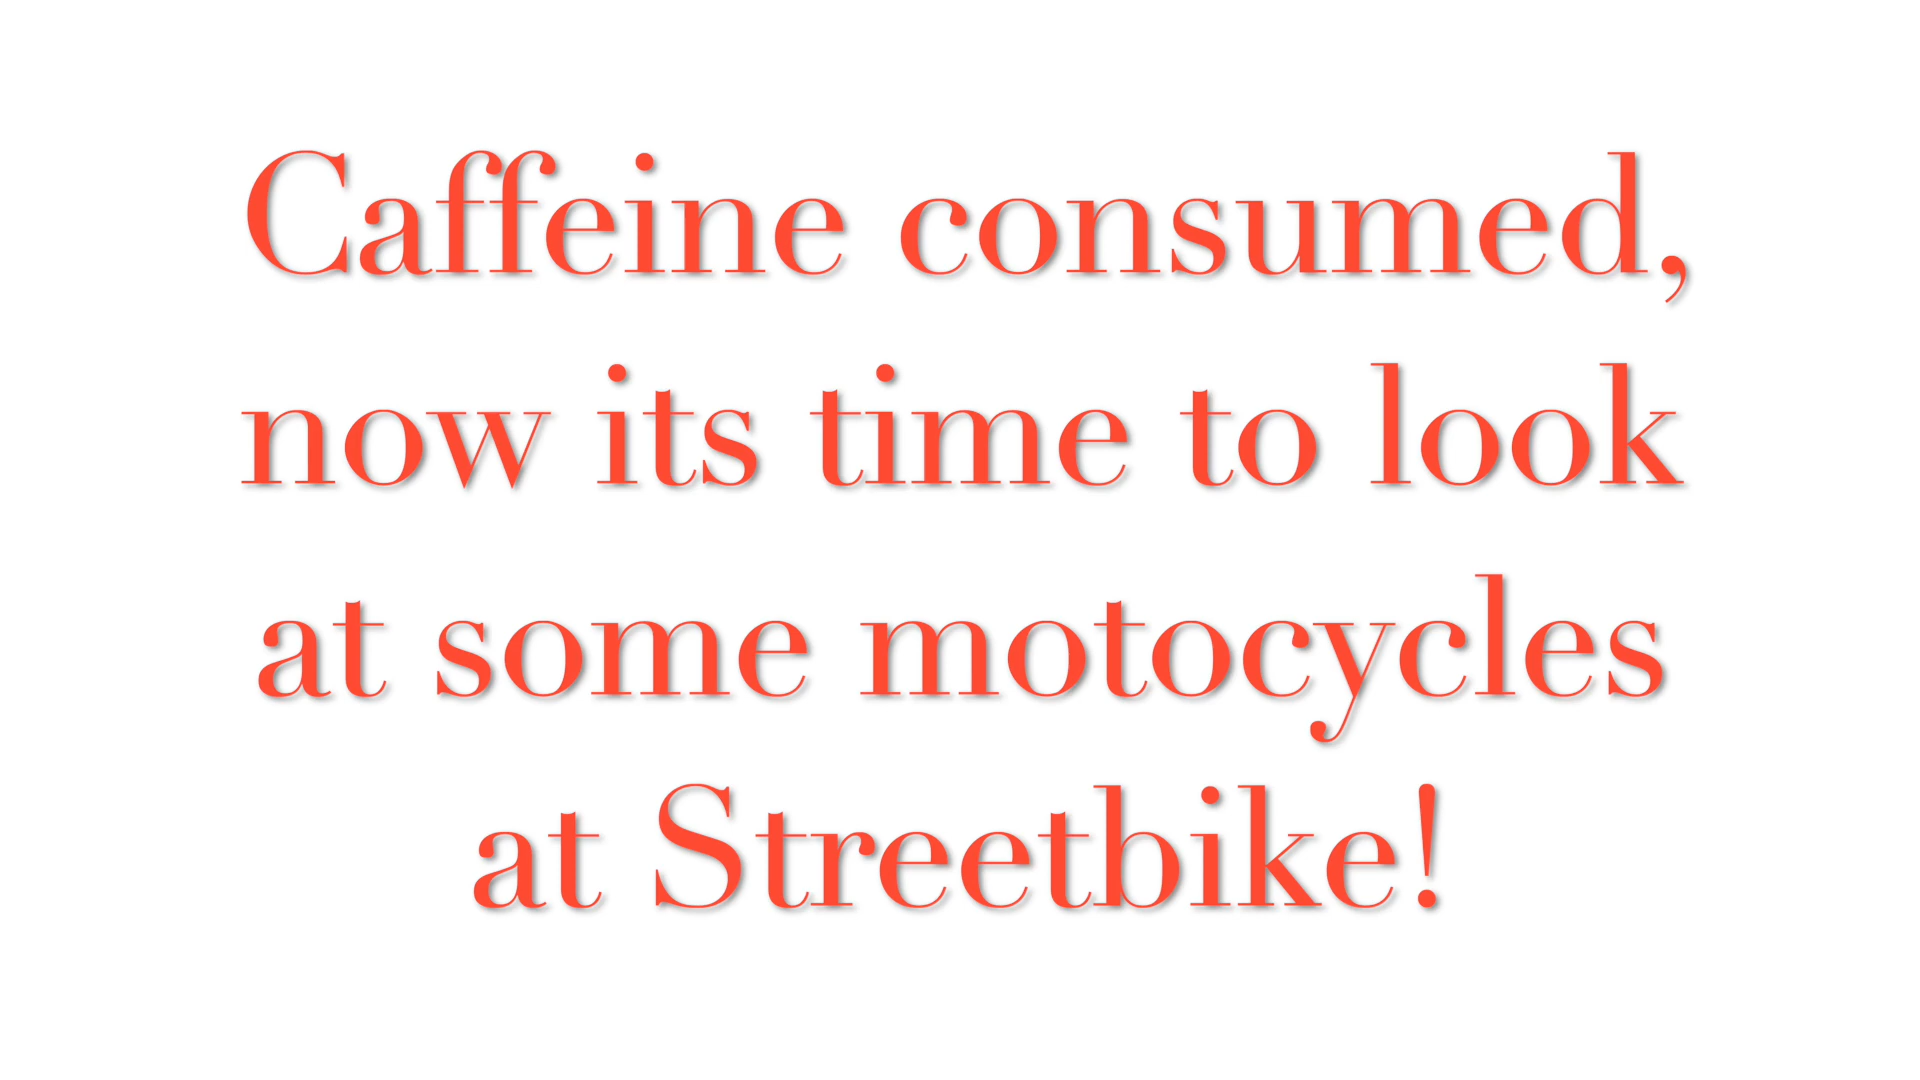 Caffeine consumed,
now its time to look
at some motocycles
at Streetbike!